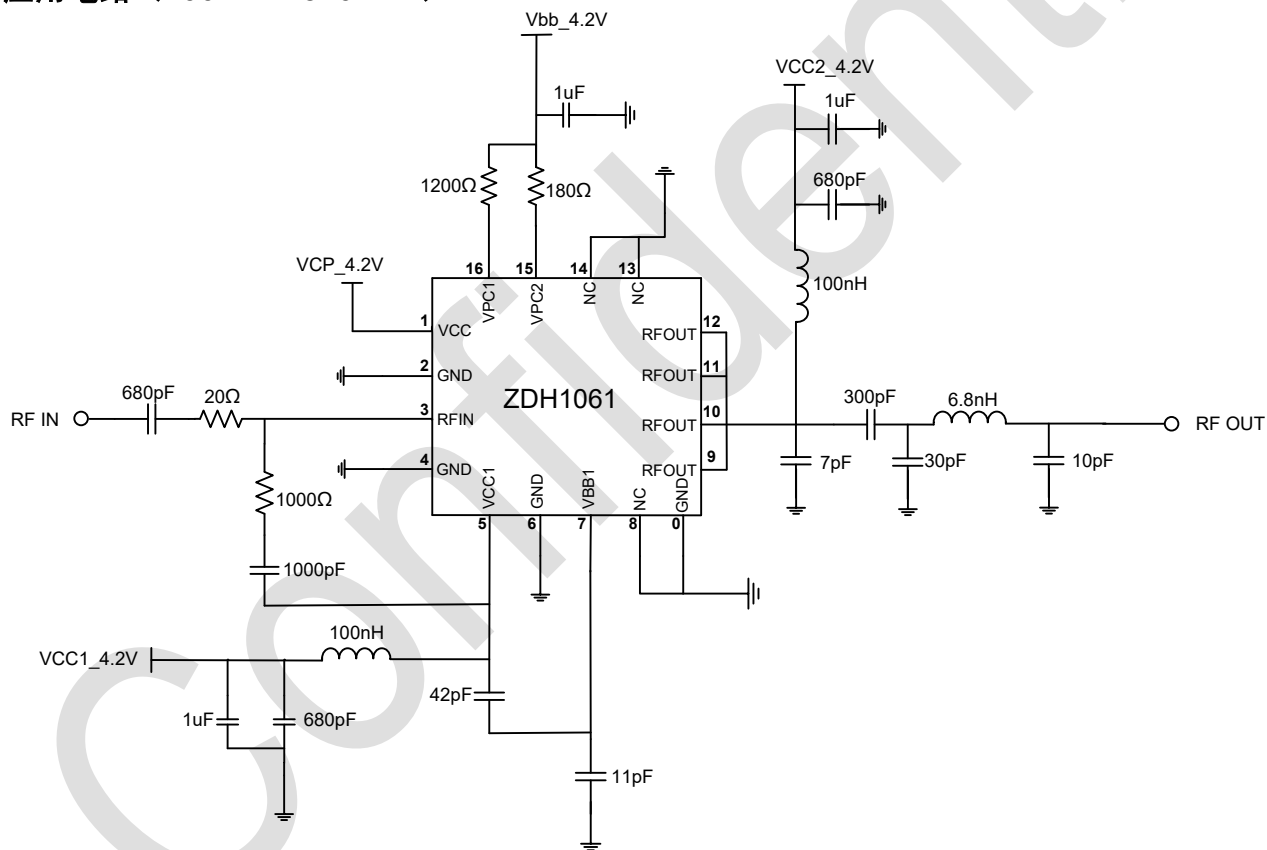 Vbb_4.2V
VCC2_4.2V
1uF
1uF
680pF
1200Ω
180Ω
100nH
VCP_4.2V
16
15
14
13
VPC1
VPC2
NC
NC
1
VCC
RFOUT
12
2
GND
RFOUT
11
ZDH1061
RF IN
680pF
20Ω
3
RFIN
RFOUT
10
300pF
6.8nH
RF OUT
4
GND
RFOUT
9
7pF
30pF
10pF
VCC1
GND
VBB1
NC
GND
5
6
7
8
0
1000Ω
1000pF
100nH
VCC1_4.2V
42pF
1uF
680pF
11pF
Confidenti